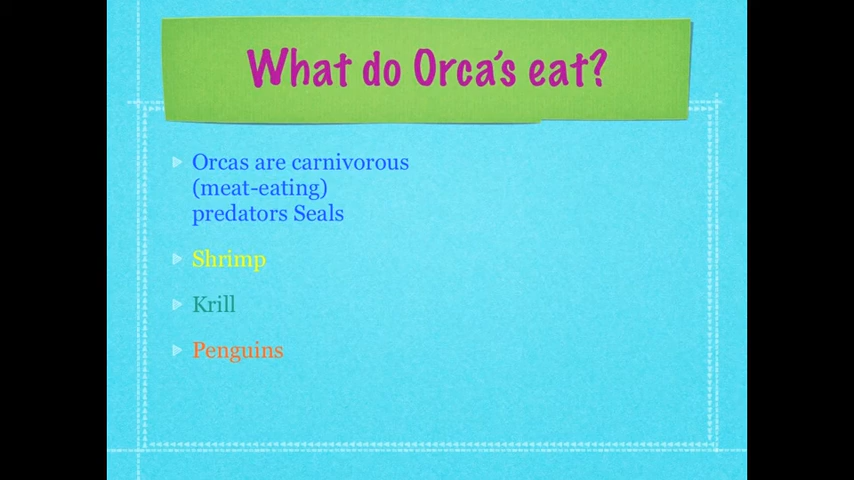 What do Orca's eat?
Orcas are carnivorous
(meat-eating)
predators Seals
Shrimp
Krill
Penguins